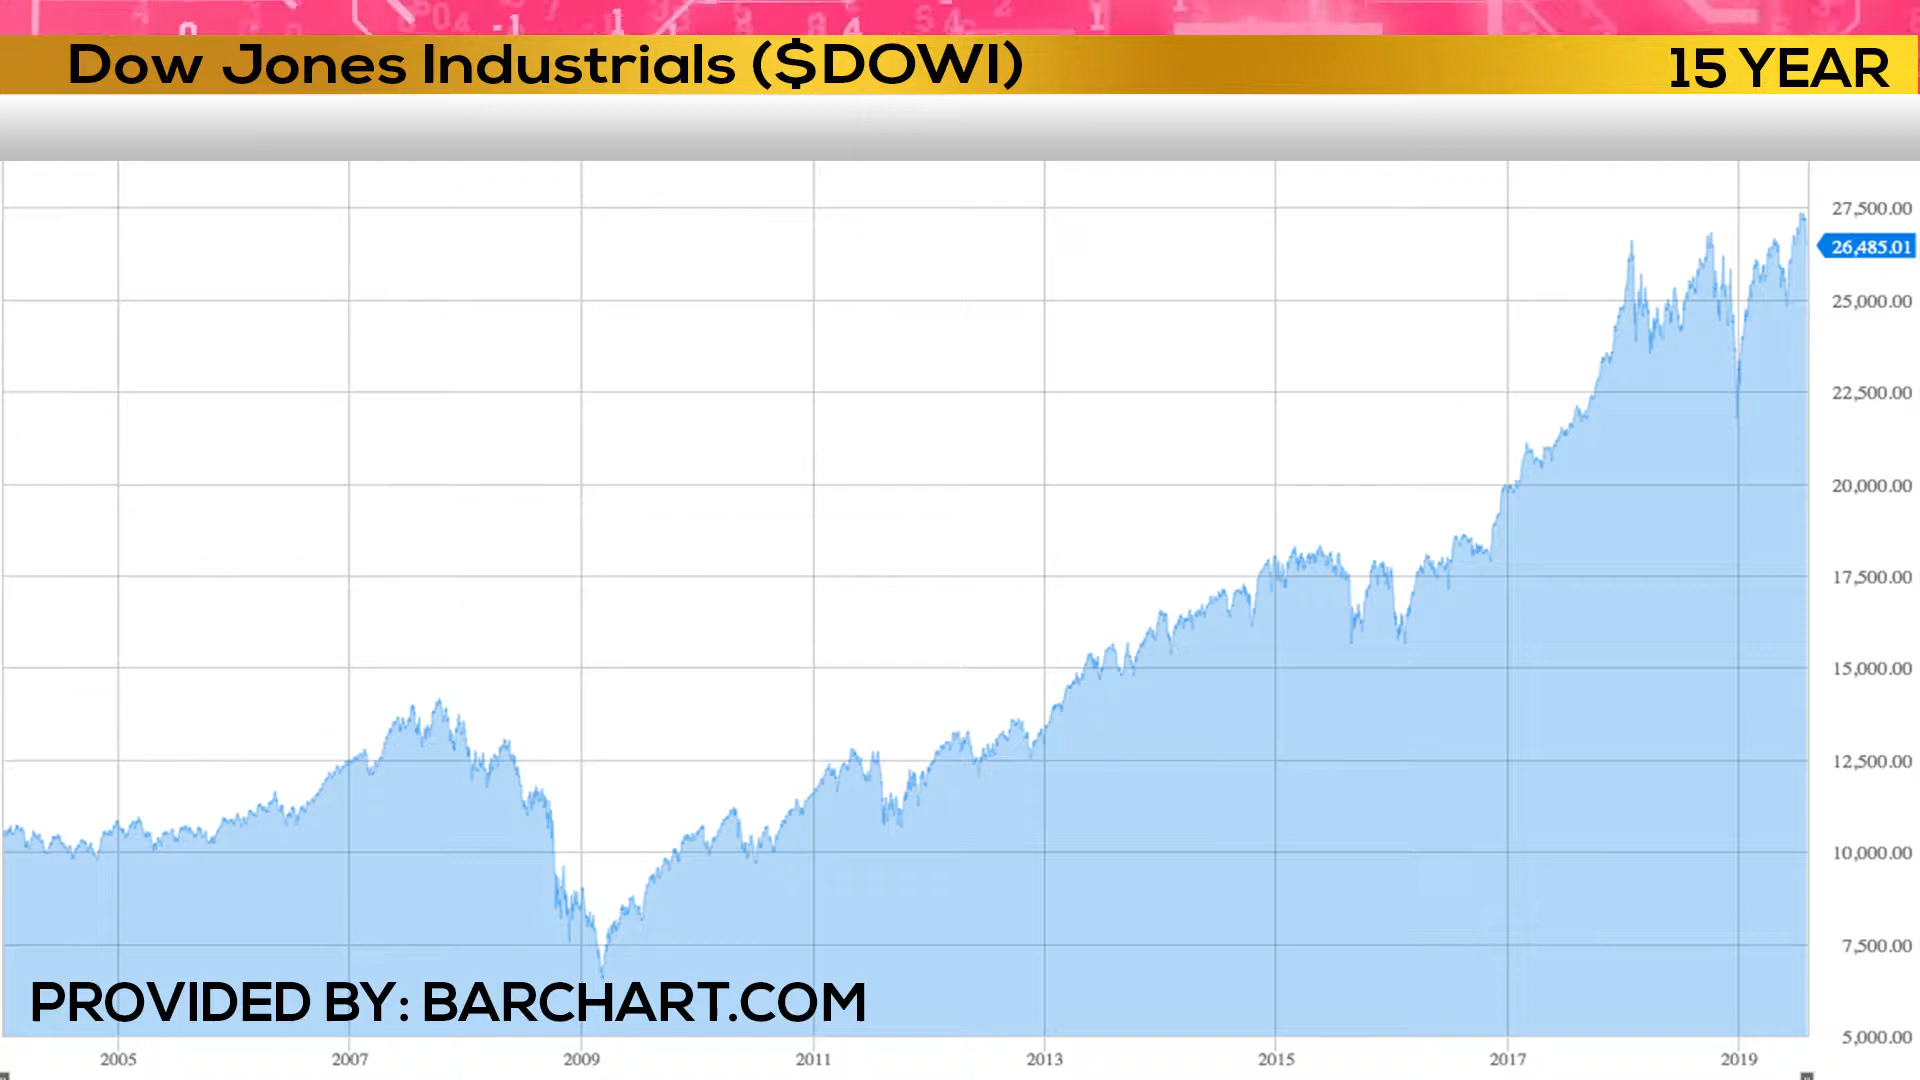 Dow Jones Industrials ($DOWI)
15 YEAR
27,500.00
26,485.01
25,000.00
22,500.00
20,000.00
17,500.00
15,000.00
12,500.00
10,000.00
7,500.00
PROVIDED BY: BARCHART.COM
5,000.00
2005 2007 2009 2011 2013 2015 2017 2019